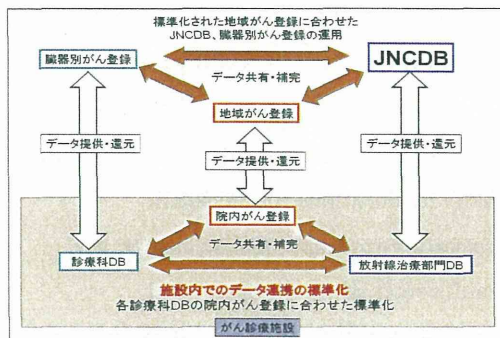 標準化された地域がん登録に合わせた
JNCDB、臓器別がん登録の運用
臓器別がん登録
JNCDB
データ共有・補完
地域がん登録
データ提供・還元
データ提供・還元
データ提供・還元
院内がん登録
データ共有・補完
診療科DB
放射線治療部門DB
施設内でのデータ連携の標準化
各診療科DBの院内がん登録に合わせた標準化
がん診療施設